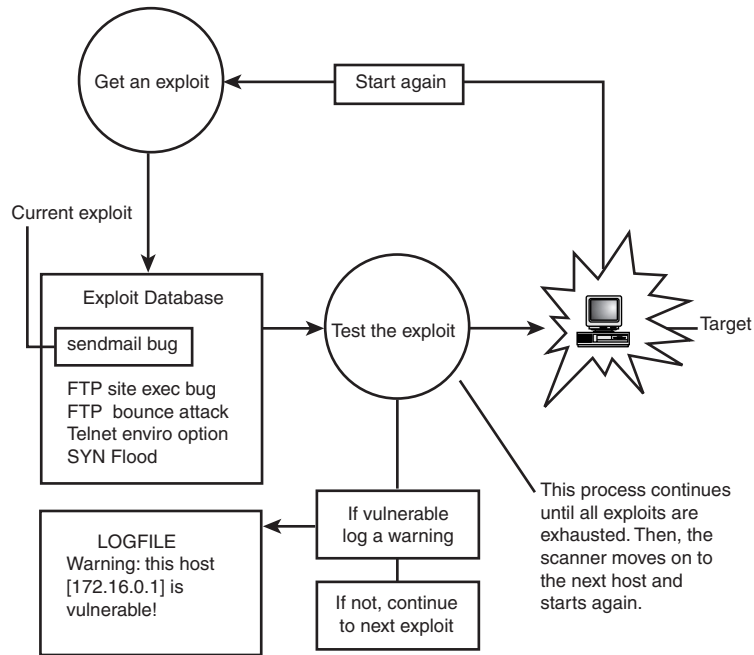 Get an exploit
Start again
Current exploit
Exploit Database
sendmail bug
FTP site exec bug
FTP bounce attack
Telnet enviro option
SYN Flood
Test the exploit
Target
If vulnerable
log a warning
If not, continue
to next exploit
LOGFILE
Warning: this host
[172.16.0.1] is
vulnerable!
This process continues
until all exploits are
exhausted. Then, the
scanner moves on to
the next host and
starts again.